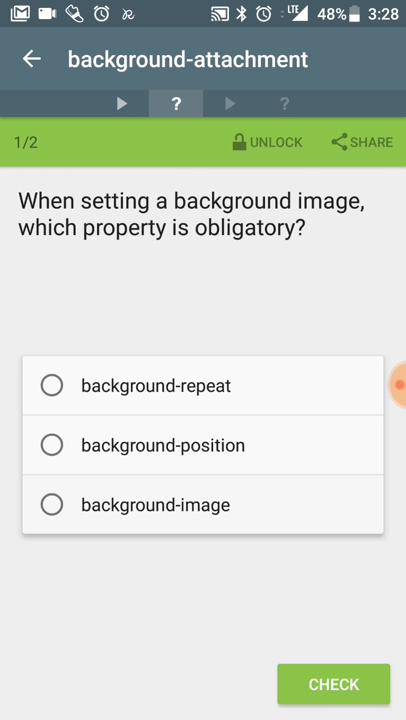 LTE 48% 3:28
background-attachment
?
?
1/2 UNLOCK SHARE
When setting a background image,
which property is obligatory?
background-repeat
background-position
background-image
CHECK